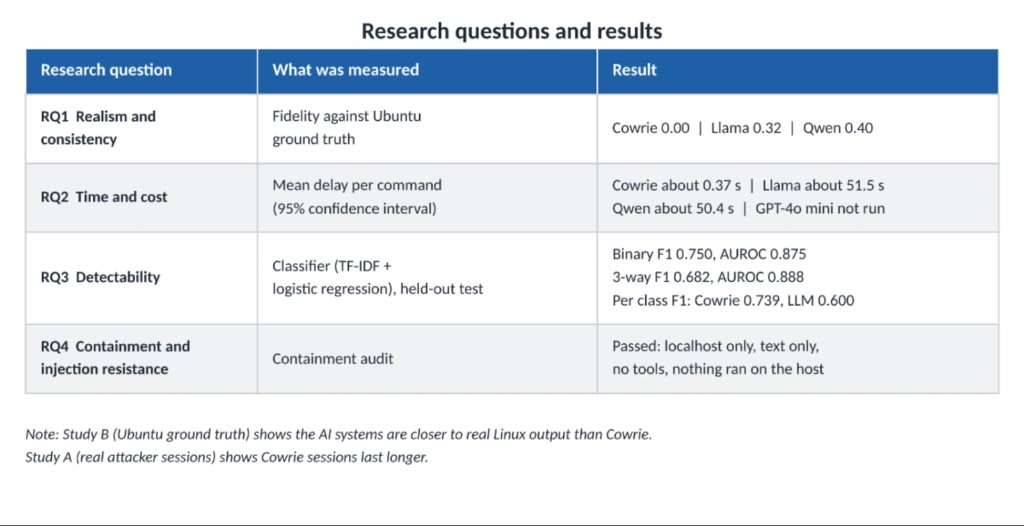 Research questions and results
Research question
What was measured
Result
RQ1 Realism and
consistency
Fidelity against Ubuntu
ground truth
Cowrie 0.00 | Llama 0.32 | Qwen 0.40
RQ2 Time and cost
Mean delay per command
(95% confidence interval)
Cowrie about 0.37 s | Llama about 51.5 s
Qwen about 50.4 s | GPT-4o mini not run
RQ3 Detectability
Classifier (TF-IDF +
logistic regression), held-out test
Binary F1 0.750, AUROC 0.875
3-way F1 0.682, AUROC 0.888
Per class F1: Cowrie 0.739, LLM 0.600
RQ4 Containment and
injection resistance
Containment audit
Passed: localhost only, text only,
no tools, nothing ran on the host
Note: Study B (Ubuntu ground truth) shows the AI systems are closer to real Linux output than Cowrie.
Study A (real attacker sessions) shows Cowrie sessions last longer.